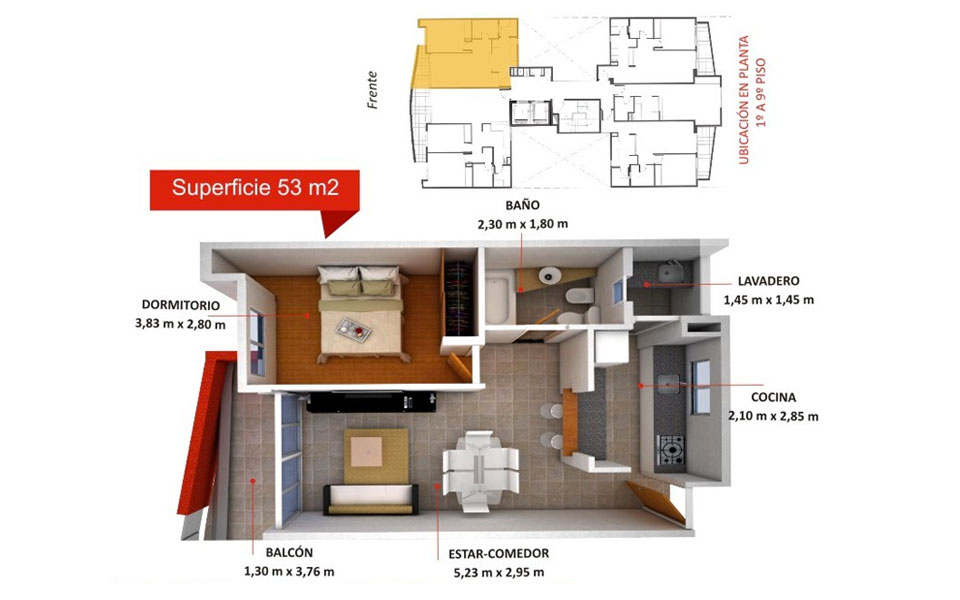 Frente
UBICACIÓN EN PLANTA
1º A 9º PISO
Superficie 53 m2
BAÑO
2,30 m x 1,80 m
LAVADERO
1,45 m x 1,45 m
DORMITORIO
3,83 m x 2,80 m
COCINA
2,10 m x 2,85 m
BALCÓN
1,30 m x 3,76 m
ESTAR-COMEDOR
5,23 m x 2,95 m